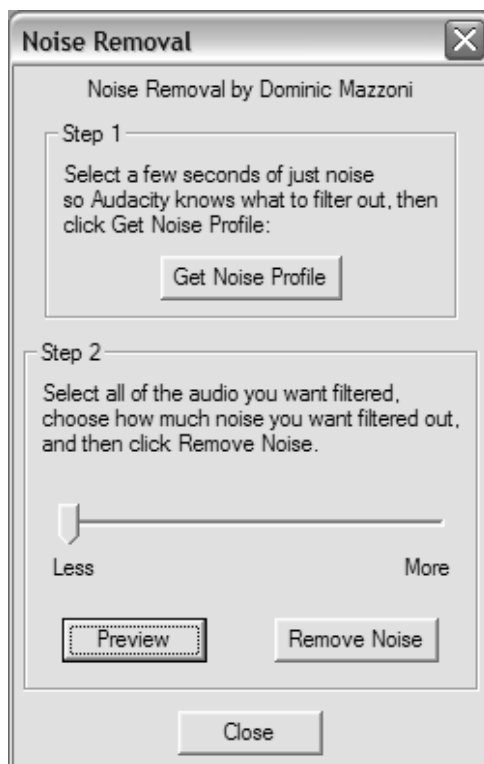 Noise Removal
Noise Removal by Dominic Mazzoni
Step 1
Select a few seconds of just noise
so Audacity knows what to filter out, then
click Get Noise Profile:
Get Noise Profile
Step 2
Select all of the audio you want filtered,
choose how much noise you want filtered out,
and then click Remove Noise.
Less More
Preview Remove Noise
Close